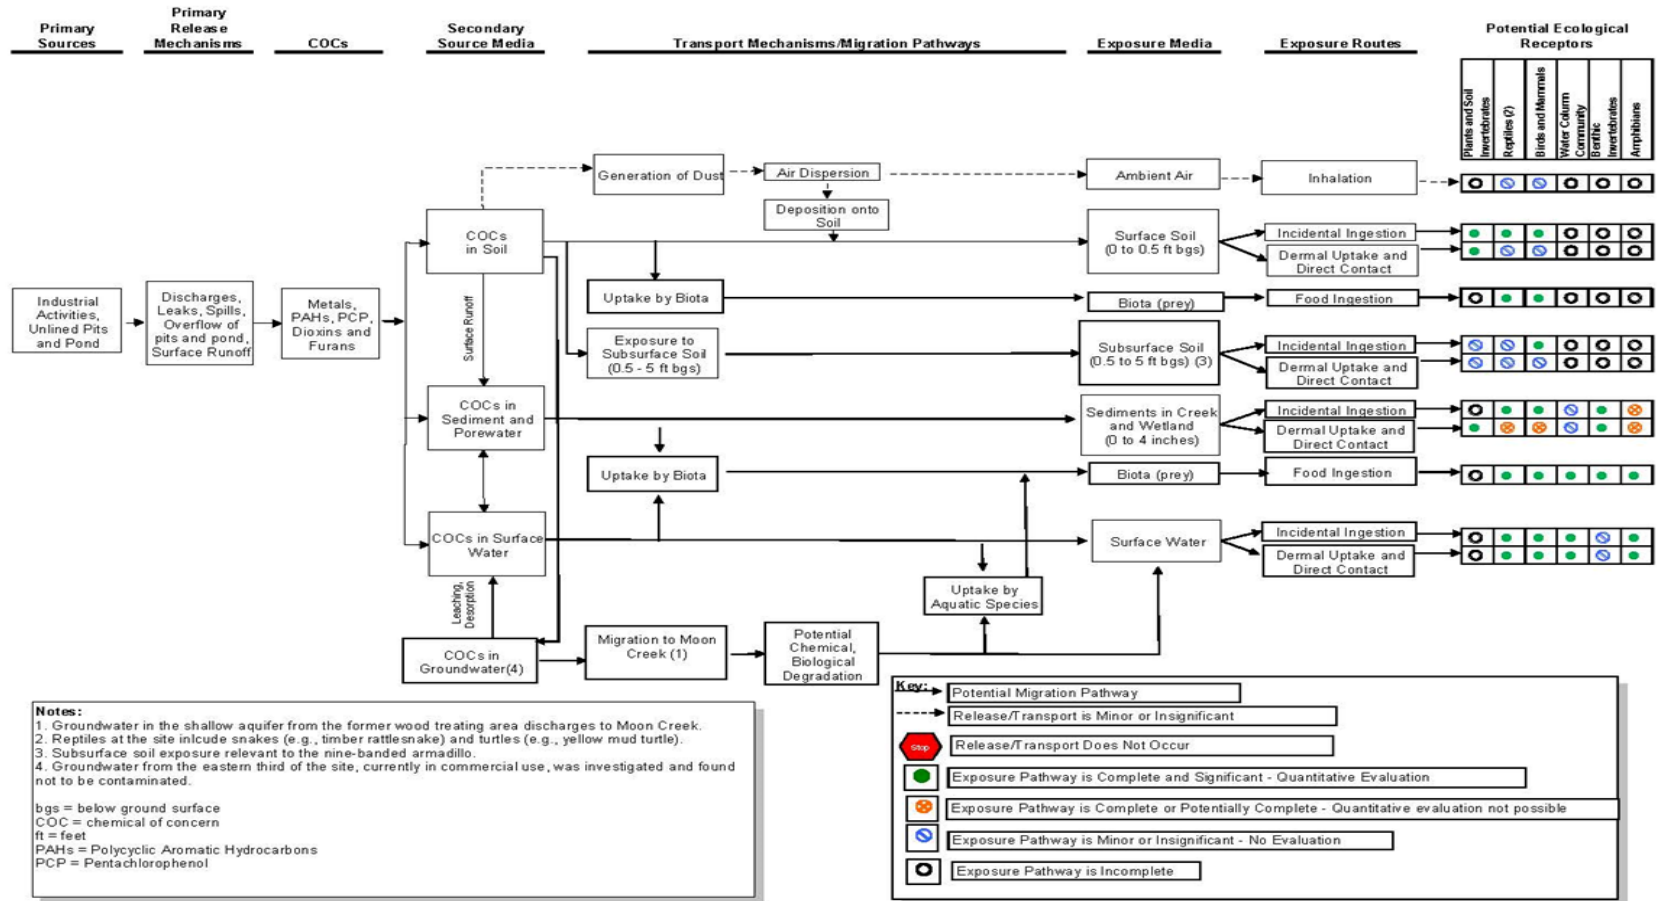 Primary
Sources
Primary
Release
Mechanisms
COCs
Secondary
Source Media
Transport Mechanisms/Migration Pathways
Exposure Media
Exposure Routes
Potential Ecological
Receptors
Plants and Soil
Invertebrates
Reptiles (2)
Birds and Mammals
Water Column
Community
Benthic
Invertebrates
Amphibians
Generation of Dust
Air Dispersion
Ambient Air
Inhalation
Deposition onto
Soil
COCs
in Soil
Surface Soil
(0 to 0.5 ft bgs)
Incidental Ingestion
Dermal Uptake and
Direct Contact
Industrial
Activities,
Unlined Pits
and Pond
Discharges,
Leaks, Spills,
Overflow of
pits and pond,
Surface Runoff
Metals,
PAHs, PCP,
Dioxins and
Furans
Surface Runoff
Uptake by Biota
Biota (prey)
Food Ingestion
Exposure to
Subsurface Soil
(0.5 - 5 ft bgs)
Subsurface Soil
(0.5 to 5 ft bgs) (3)
Incidental Ingestion
Dermal Uptake and
Direct Contact
COCs in
Sediment and
Porewater
Sediments in Creek
and Wetland
(0 to 4 inches)
Incidental Ingestion
Dermal Uptake and
Direct Contact
Uptake by Biota
Biota (prey)
Food Ingestion
COCs in Surface
Water
Surface Water
Incidental Ingestion
Dermal Uptake and
Direct Contact
Leaching,
Desorption
Uptake by
Aquatic Species
COCs in
Groundwater(4)
Migration to Moon
Creek (1)
Potential
Chemical,
Biological
Degradation
Notes:
1. Groundwater in the shallow aquifer from the former wood treating area discharges to Moon Creek.
2. Reptiles at the site inlcude snakes (e.g., timber rattlesnake) and turtles (e.g., yellow mud turtle).
3. Subsurface soil exposure relevant to the nine-banded armadillo.
4. Groundwater from the eastern third of the site, currently in commercial use, was investigated and found
not to be contaminated.
bgs = below ground surface
COC = chemical of concern
ft = feet
PAHs = Polycyclic Aromatic Hydrocarbons
PCP = Pentachlorophenol
Key:
Potential Migration Pathway
Release/Transport is Minor or Insignificant
Stop
Release/Transport Does Not Occur
Exposure Pathway is Complete and Significant - Quantitative Evaluation
Exposure Pathway is Complete or Potentially Complete - Quantitative evaluation not possible
Exposure Pathway is Minor or Insignificant - No Evaluation
Exposure Pathway is Incomplete